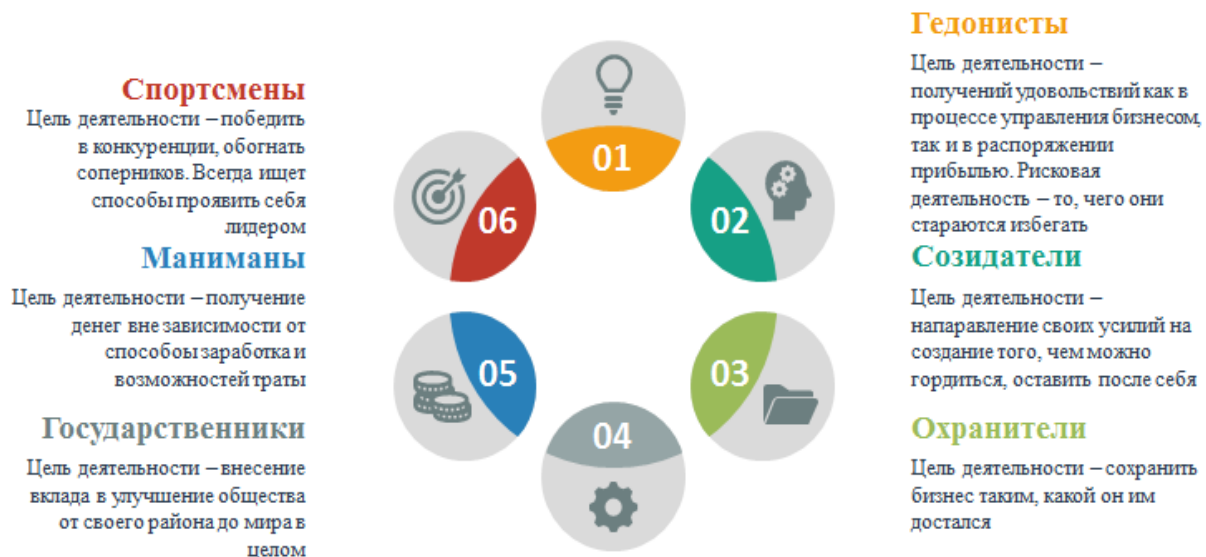 Гедонисты
Цель деятельности –
получений удовольствий как в
процессе управления бизнесом,
так и в распоряжении
прибылью. Рисковая
деятельность – то, чего они
стараются избегать
Созидатели
Цель деятельности –
напаравление своих усилий на
создание того, чем можно
гордиться, оставить после себя
Охранители
Цель деятельности – сохранить
бизнес таким, какой он им
достался
Спортсмены
Цель деятельности – победить
в конкуренции, обогнать
соперников. Всегда ищет
способы проявить себя
лидером
Маниманы
Цель деятельности – получение
денег вне зависимости от
способоы заработка и
возможностей траты
Государственники
Цель деятельности – внесение
вклада в улучшение общества
от своего района до мира в
целом
01
02
03
04
05
06